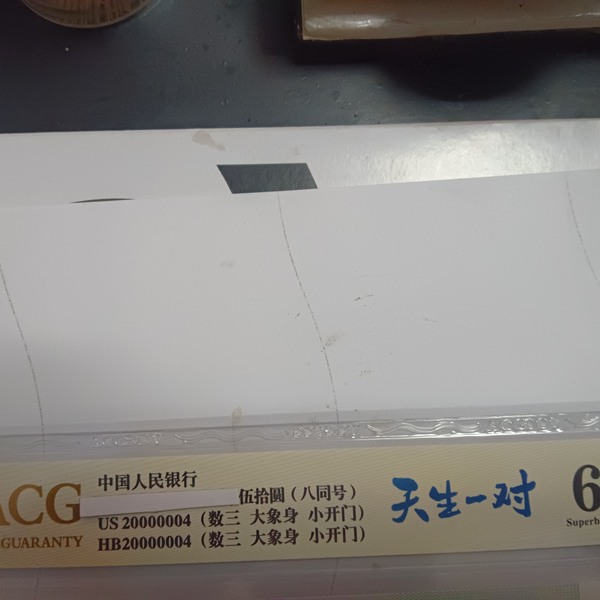 中国人民银行
伍拾圆（八同号）
US 20000004（数三 大象身 小开门）
HB20000004（数三 大象身 小开门）
ACG
GUARANTY
天生一对
6
Superb